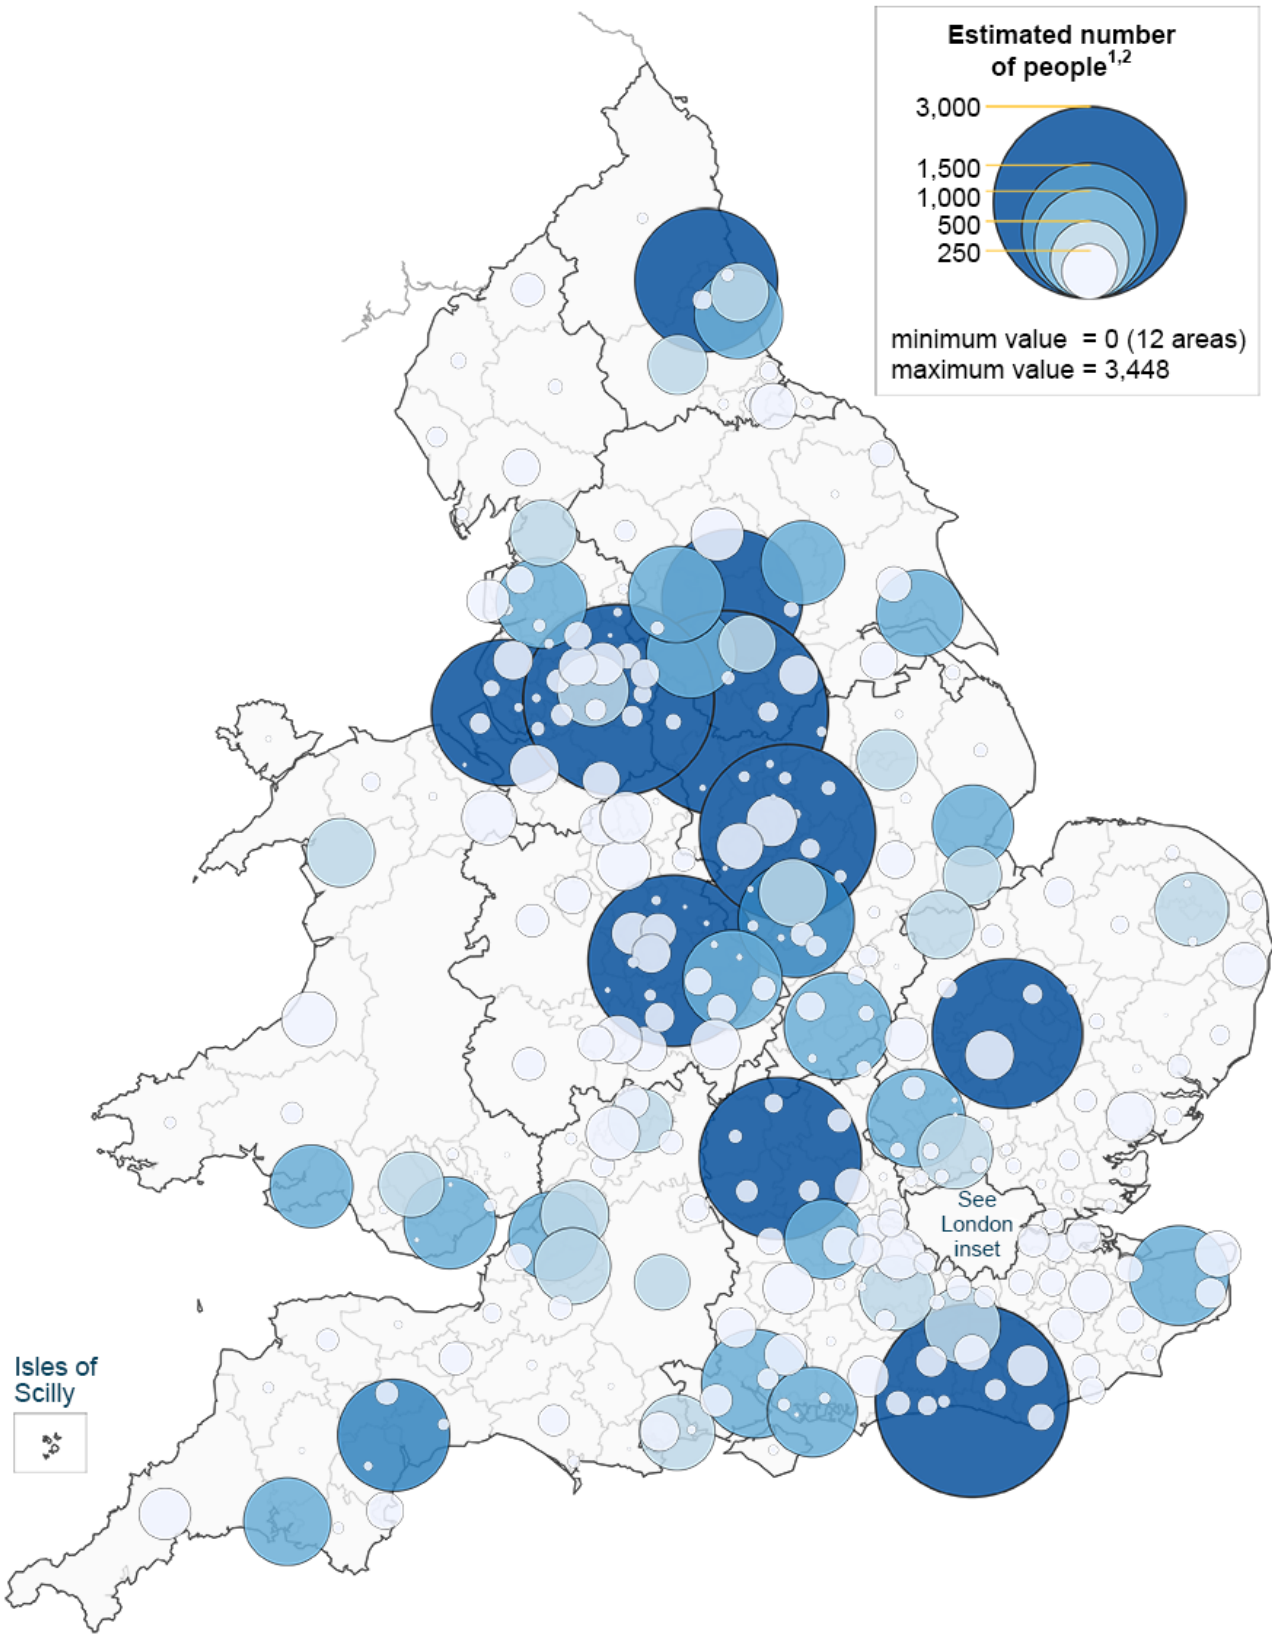 Estimated number
of people1,2
3,000
1,500
1,000
500
250
minimum value = 0 (12 areas)
maximum value = 3,448
See
London
inset
Isles of
Scilly